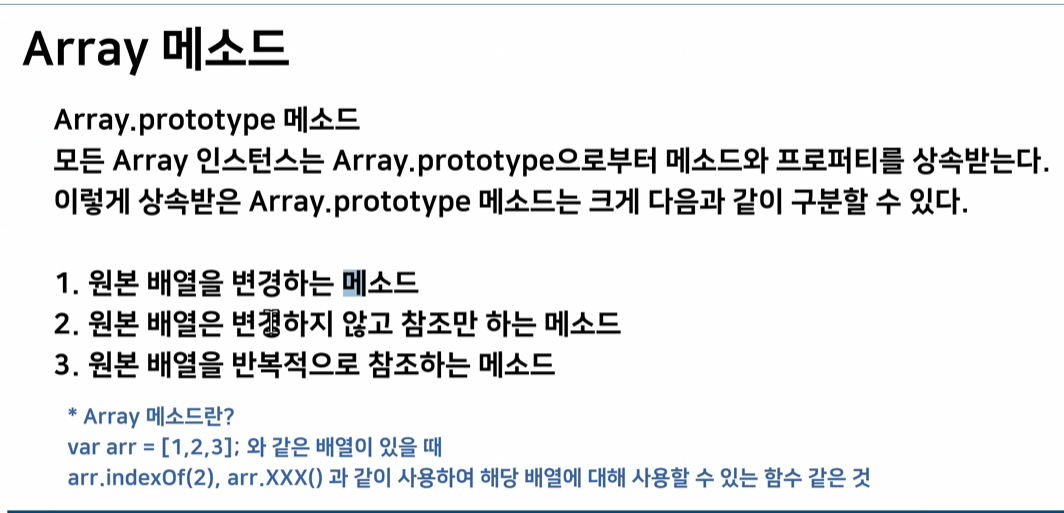 Array 메소드
Array.prototype 메소드
모든 Array 인스턴스는 Array.prototype으로부터 메소드와 프로퍼티를 상속받는다.
이렇게 상속받은 Array.prototype 메소드는 크게 다음과 같이 구분할 수 있다.
1. 원본 배열을 변경하는 메소드
2. 원본 배열은 변경하지 않고 참조만 하는 메소드
3. 원본 배열을 반복적으로 참조하는 메소드
* Array 메소드란?
var arr = [1,2,3]; 와 같은 배열이 있을 때
arr.indexOf(2), arr.XXX() 과 같이 사용하여 해당 배열에 대해 사용할 수 있는 함수 같은 것